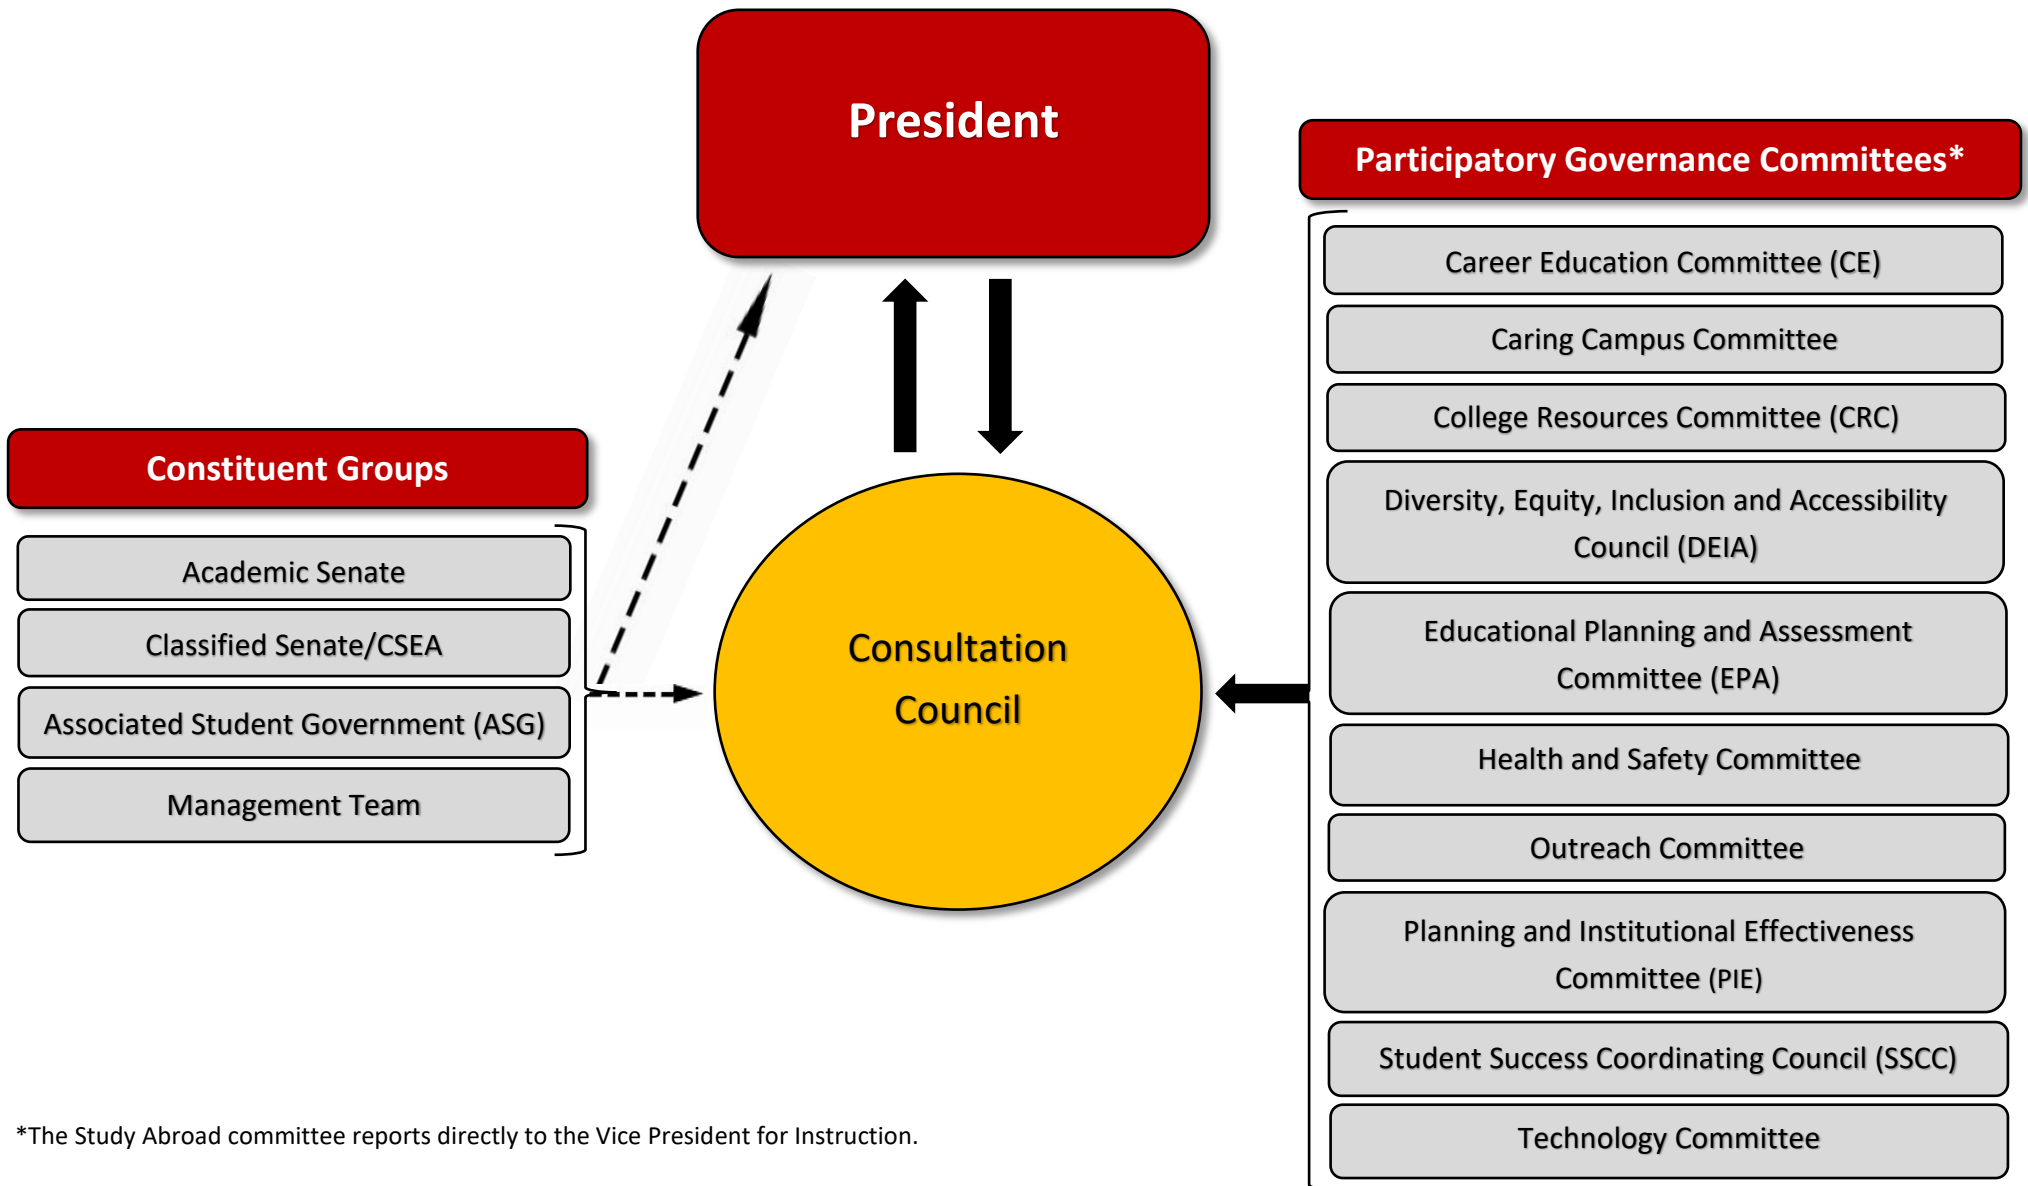 President
Participatory Governance Committees*
Career Education Committee (CE)
Caring Campus Committee
College Resources Committee (CRC)
Diversity, Equity, Inclusion and Accessibility
Council (DEIA)
Educational Planning and Assessment
Committee (EPA)
Health and Safety Committee
Outreach Committee
Planning and Institutional Effectiveness
Committee (PIE)
Student Success Coordinating Council (SSCC)
Technology Committee
Constituent Groups
Academic Senate
Classified Senate/CSEA
Associated Student Government (ASG)
Management Team
Consultation
Council
*The Study Abroad committee reports directly to the Vice President for Instruction.